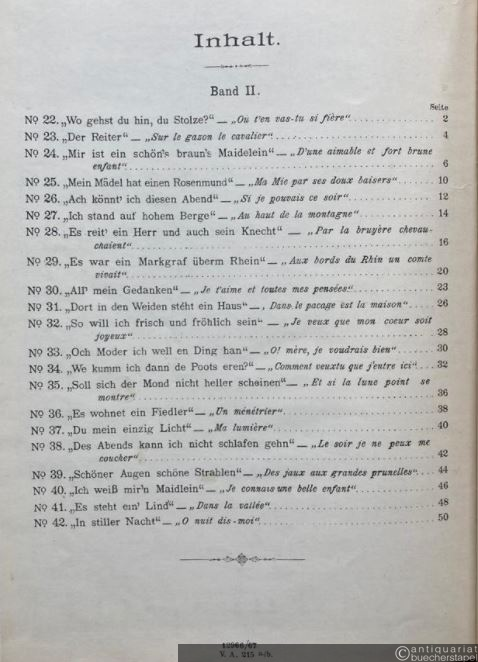 Inhalt.
Band II.
Seite
No 22. „Wo gehst du hin, du Stolze?“ — „Où t'en vas-tu si fière“ 2
No 23. „Der Reiter“ — „Sur le gazon le cavalier“ 4
No 24. „Mir ist ein schön's braun's Maidelein“ — „D'une aimable et fort brune
enfant“ 6
No 25. „Mein Mädel hat einen Rosenmund“ — „Ma Mie par ses doux baisers“ 10
No 26. „Ach könnt' ich diesen Abend“ — „Si je pouvais ce soir“ 12
No 27. „Ich stand auf hohem Berge“ — „Au haut de la montagne“ 14
No 28. „Es reit' ein Herr und auch sein Knecht“ — „Par la bruyère chevau-
chaient“ 16
No 29. „Es war ein Markgraf überm Rhein“ — „Aux bords du Rhin un comte
vivait“ 20
No 30. „All' mein Gedanken“ — „Je t'aime et toutes mes pensées“ 23
No 31. „Dort in den Weiden steht ein Haus“ — „Dans le pacage est la maison“ 26
No 32. „So will ich frisch und fröhlich sein“ — „Je veux que mon coeur soit
joyeux“ 28
No 33. „Och Moder ich well en Ding han“ — „O! mère, je voudrais bien“ 30
No 34. „We kumm ich dann de Poots eren?“ — „Comment veuxtu que j'entre ici“ 32
No 35. „Soll sich der Mond nicht heller scheinen“ — „Et si la lune point se
montre“ 36
No 36. „Es wohnet ein Fiedler“ — „Un ménétrier“ 38
No 37. „Du mein einzig Licht“ — „Ma lumière“ 40
No 38. „Des Abends kann ich nicht schlafen gehn“ — „Le soir je ne peux me
coucher“ 42
No 39. „Schöner Augen schöne Strahlen“ — „Des jaux aux grandes prunelles“ 44
No 40. „Ich weiß mir'n Maidlein“ — „Je connais une belle enfant“ 46
No 41. „Es steht ein' Lind“ — „Dans la vallée“ 48
No 42. „In stiller Nacht“ — „O nuit dis-moi“ 50
12966/67
V. A. 215
©antiquariat
buecherstapel